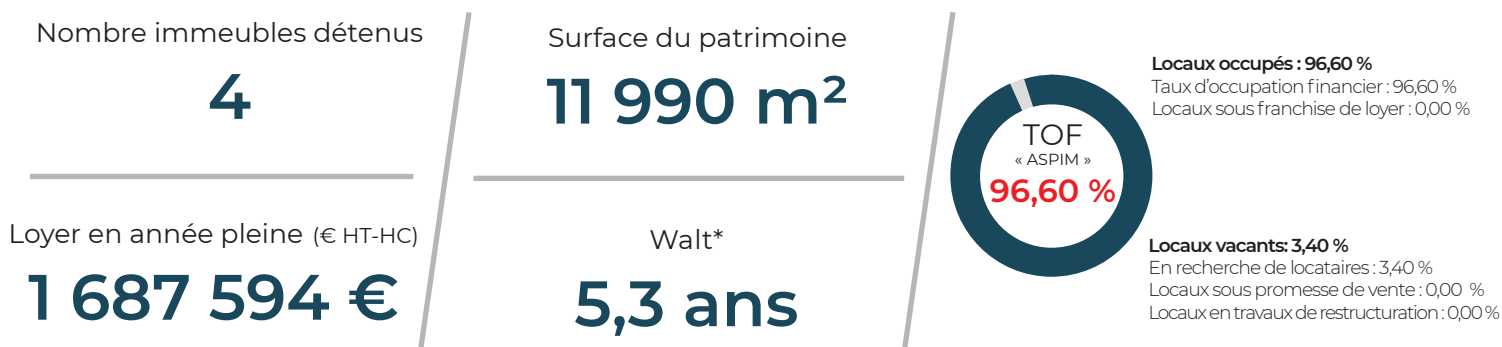 Nombre immeubles détenus
4
Loyer en année pleine (€ HT-HC)
1 687 594 €
Surface du patrimoine
11 990 m²
Walt*
5,3 ans
TOF
« ASPIM »
96,60 %
Locaux occupés : 96,60 %
Taux d'occupation financier : 96,60 %
Locaux sous franchise de loyer : 0,00 %
Locaux vacants: 3,40 %
En recherche de locataires : 3,40 %
Locaux sous promesse de vente : 0,00 %
Locaux en travaux de restructuration : 0,00 %